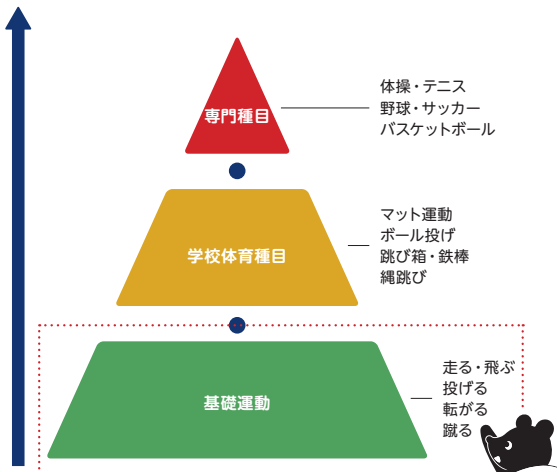 専門種目
体操・テニス
野球・サッカー
バスケットボール
学校体育種目
マット運動
ボール投げ
跳び箱・鉄棒
縄跳び
基礎運動
走る・飛ぶ
投げる
転がる
蹴る